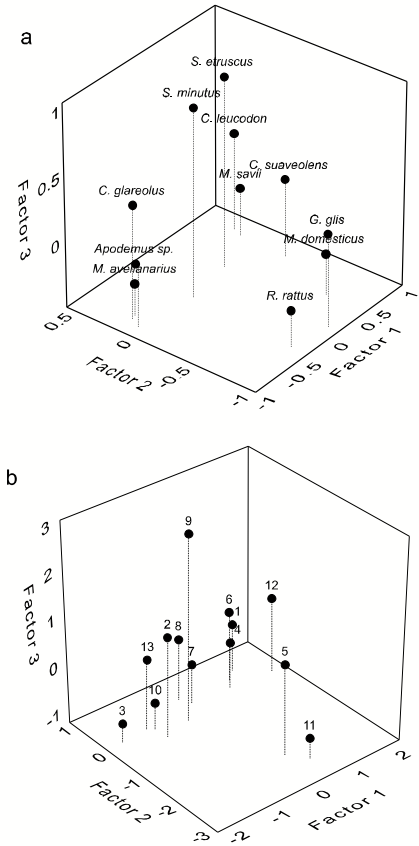 a
S. etruscus
S. minutus
C. leucodon
M. savii
C. suaveolens
C. glareolus
G. glis
Apodemus sp.
M. domesticus
M. avellanarius
R. rattus
1
0.5
0
Factor 3
0.5
0
-0.5
-1
Factor 2
-1
-0.5
0
0.5
1
Factor 1
b
9
6
12
1
2
8
4
13
7
5
10
3
11
3
2
1
0
-1
Factor 3
1
0
-1
-2
-3
Factor 2
-2
-1
0
1
2
Factor 1